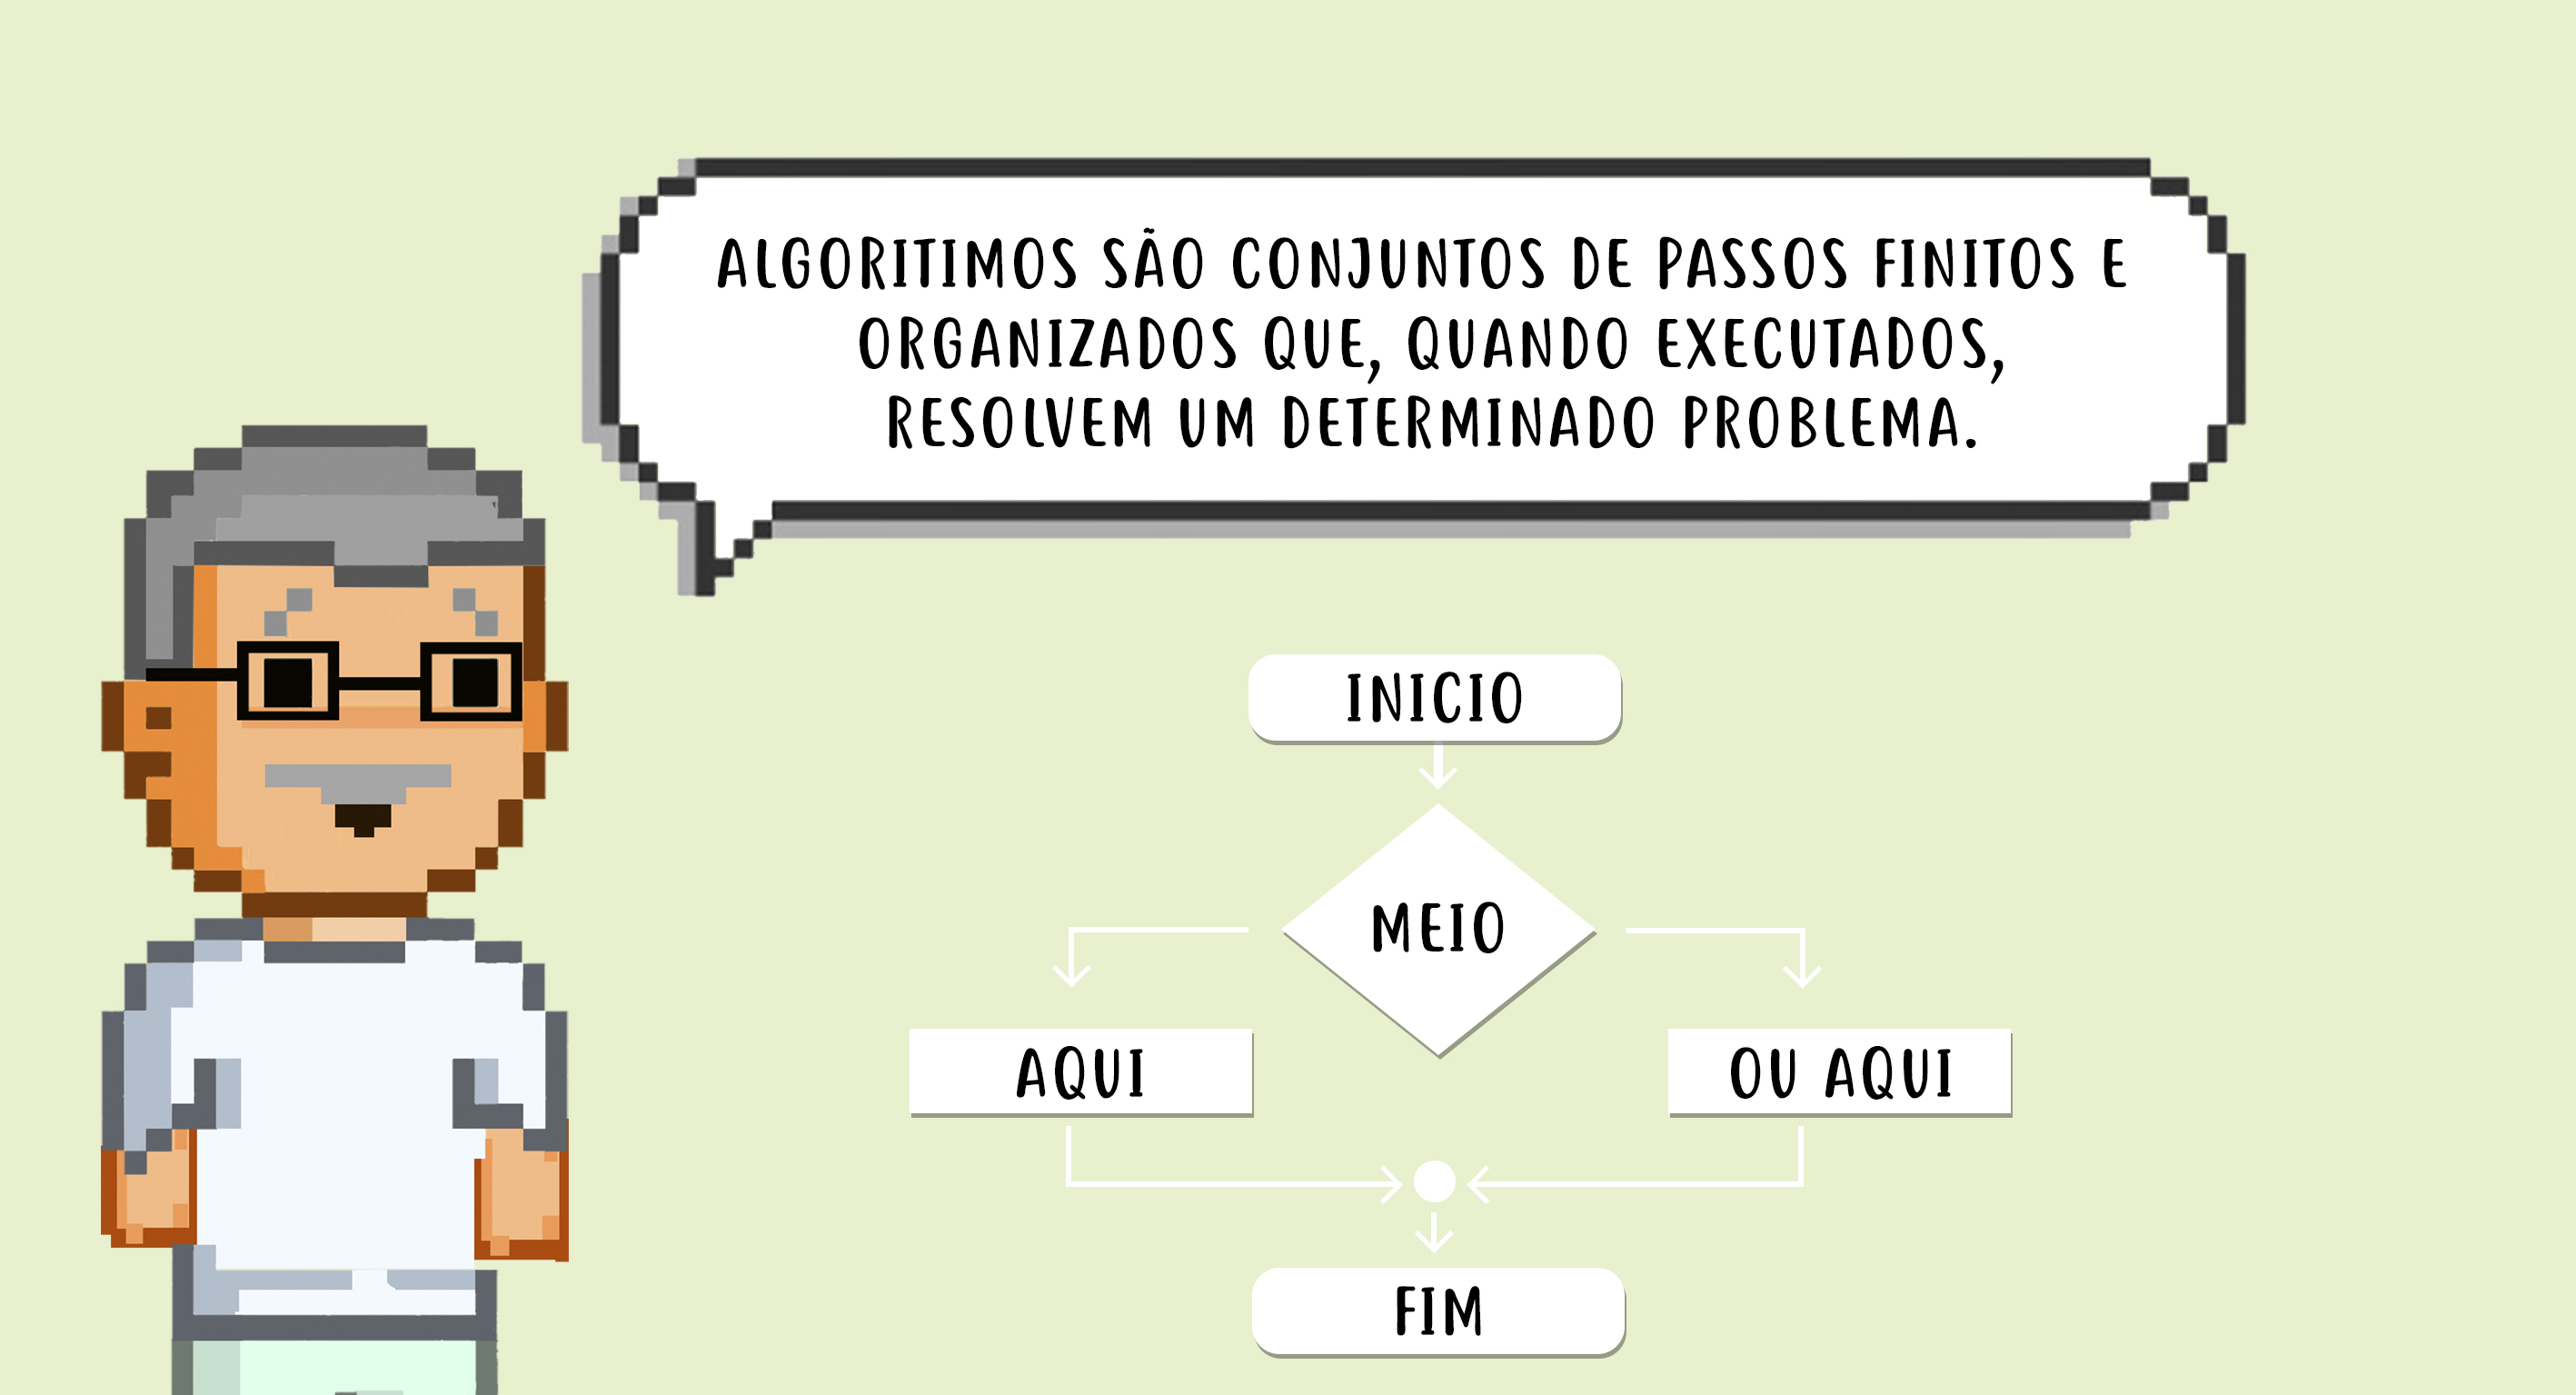 ALGORITIMOS SÃO CONJUNTOS DE PASSOS FINITOS E
ORGANIZADOS QUE, QUANDO EXECUTADOS,
RESOLVEM UM DETERMINADO PROBLEMA.
INICIO
MEIO
AQUI
OU AQUI
FIM